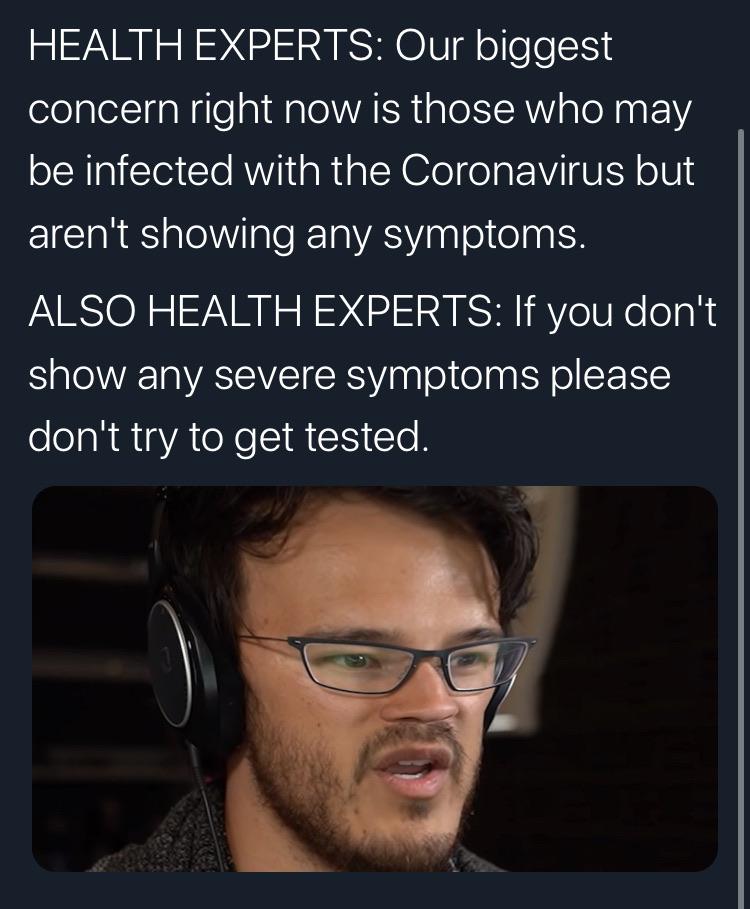 HEALTH EXPERTS: Our biggest
concern right now is those who may
be infected with the Coronavirus but
aren't showing any symptoms.
ALSO HEALTH EXPERTS: If you don't
show any severe symptoms please
don't try to get tested.